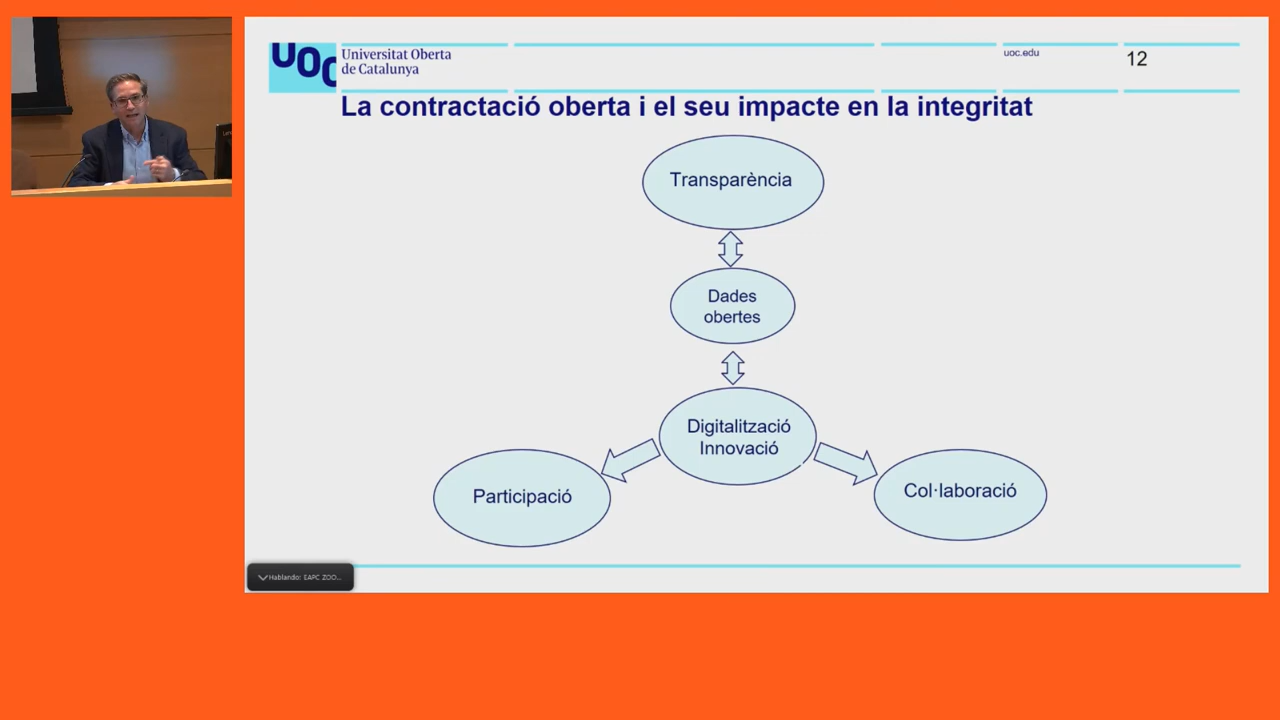 UOC
Universitat Oberta
de Catalunya
uoc.edu
12
La contractació oberta i el seu impacte en la integritat
Transparència
Dades
obertes
Digitalització
Innovació
Participació
Col·laboració
Hablando: EAPC ZOO...